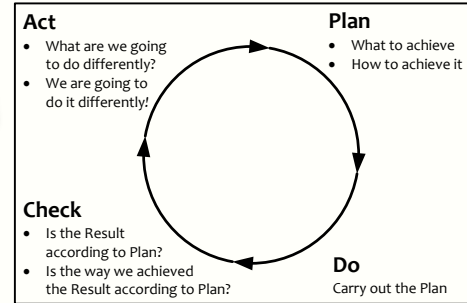 Act
• What are we going
to do differently?
• We are going to
do it differently!
Plan
• What to achieve
• How to achieve it
Check
• Is the Result
according to Plan?
• Is the way we achieved
the Result according to Plan?
Do
Carry out the Plan